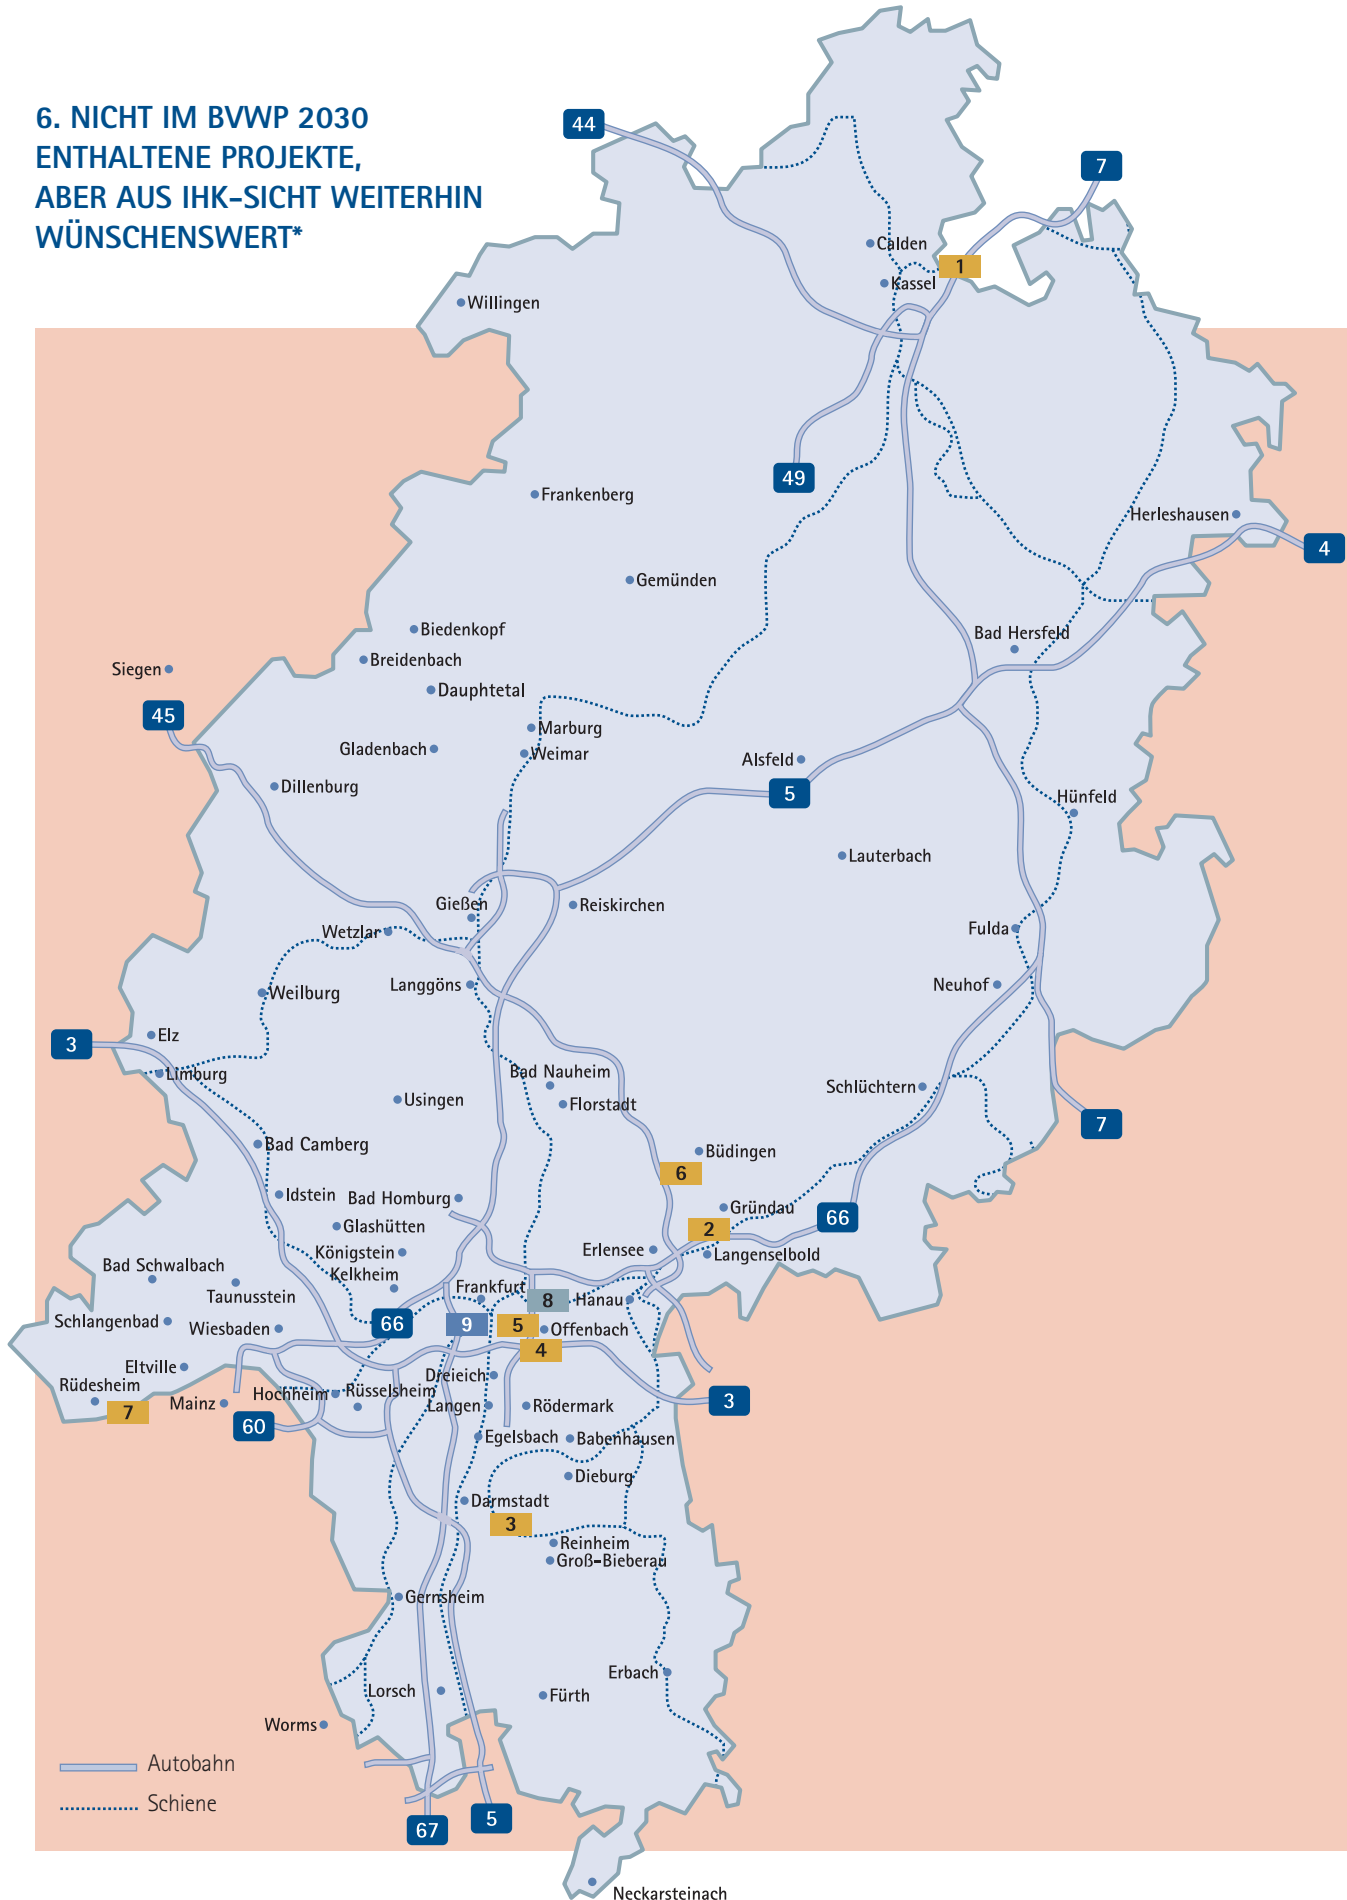 6. NICHT IM BVWP 2030
ENTHALTENE PROJEKTE,
ABER AUS IHK-SICHT WEITERHIN
WÜNSCHENSWERT*
44
7
Calden
1
Kassel
Willingen
49
Frankenberg
Herleshausen
4
Gemünden
Biedenkopf
Bad Hersfeld
Breidenbach
Siegen
Dauphtetal
45
Marburg
Gladenbach
Weimar
Alsfeld
Dillenburg
5
Hünfeld
Lauterbach
Gießen
Reiskirchen
Wetzlar
Fulda
Langgöns
Neuhof
Weilburg
Elz
3
Limburg
Bad Nauheim
Schlüchtern
Usingen
Florstadt
7
Bad Camberg
Büdingen
6
Idstein
Bad Homburg
Gründau
66
Glashütten
2
Königstein
Erlensee
Langenselbold
Bad Schwalbach
Kelkheim
Taunusstein
Frankfurt
8
Hanau
Schlangenbad
Wiesbaden
66
9
5
Offenbach
4
Eltville
Dreieich
Rüdesheim
Hochheim
Rüsselsheim
3
7
Mainz
Langen
Rödermark
60
Egelsbach
Babenhausen
Dieburg
Darmstadt
3
Reinheim
Groß-Bieberau
Gernsheim
Erbach
Lorsch
Fürth
Worms
Autobahn
Schiene
67
5
Neckarsteinach